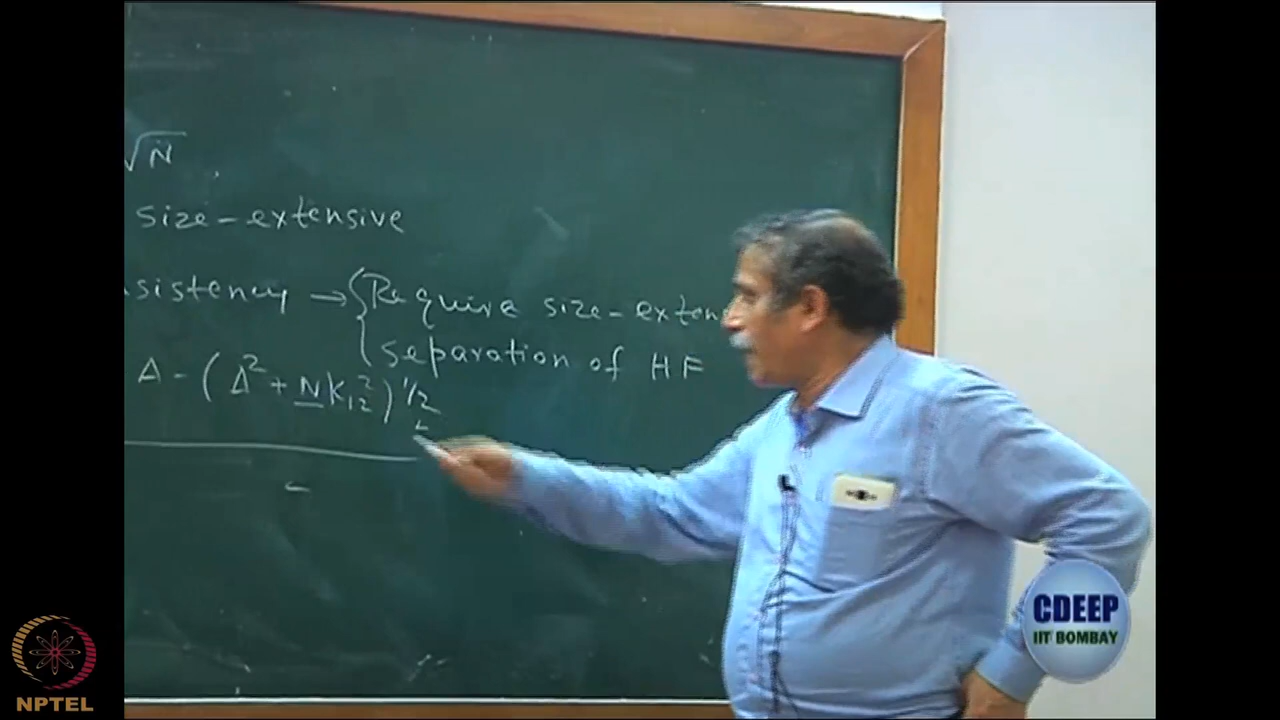 √N
size-extensive
sistency → { Require size-exten
separation of HF
Δ - (Δ² + NK₁₂²)^1/2
CDEEP
IIT BOMBAY
NPTEL